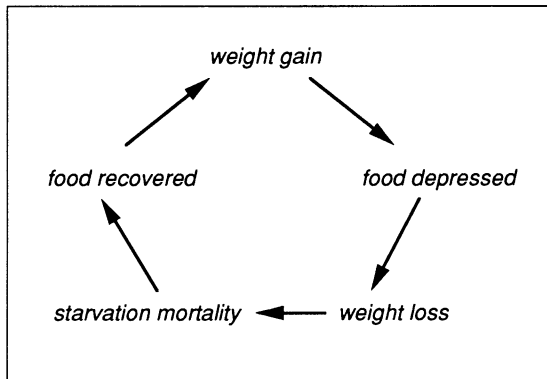 weight gain
food recovered
food depressed
starvation mortality
weight loss